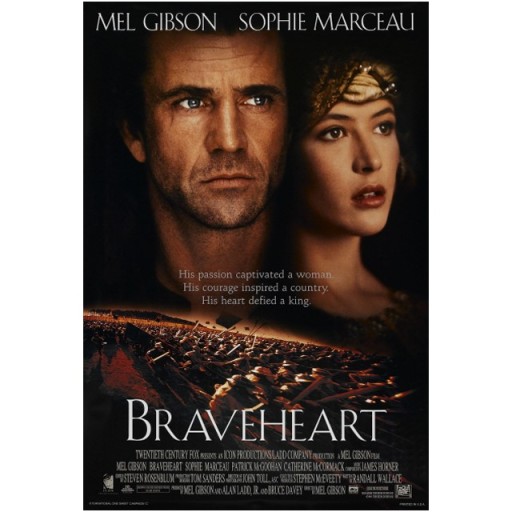 MEL GIBSON SOPHIE MARCEAU
His passion captivated a woman.
His courage inspired a country.
His heart defied a king.
BRAVEHEART
TWENTIETH CENTURY FOX PRESENTS AN ICON PRODUCTIONS/LADD COMPANY PRODUCTION A MEL GIBSON FILM
MEL GIBSON BRAVEHEART SOPHIE MARCEAU PATRICK McGOOHAN CATHERINE McCORMACK JAMES HORNER
STEVEN ROSENBLUM TOM SANDERS JOHN TOLL, A.S.C. STEPHEN McEVEETY RANDALL WALLACE
MEL GIBSON AND ALAN LADD, JR. AND BRUCE DAVEY MEL GIBSON